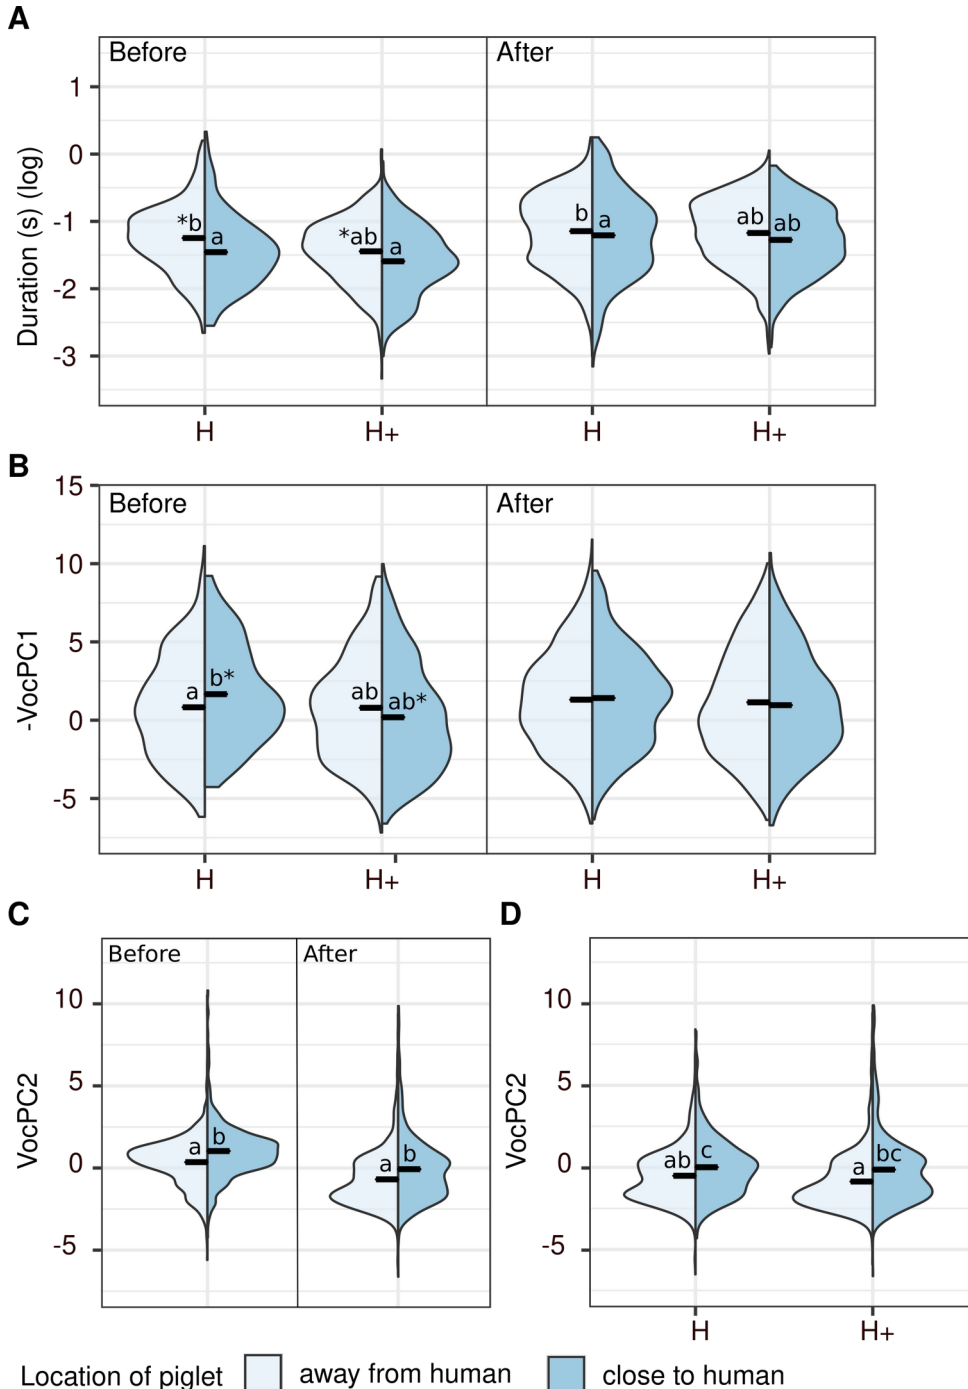 A
Before
After
1
0
-1
-2
-3
Duration (s) (log)
*b
a
*ab
a
b
a
ab
ab
H
H+
H
H+
B
15
10
5
0
-5
-VocPC1
Before
After
a
b*
ab
ab*
H
H+
H
H+
C
Before
After
10
5
0
-5
VocPC2
a
b
a
b
D
10
5
0
-5
VocPC2
ab
c
a
bc
H
H+
Location of piglet away from human close to human